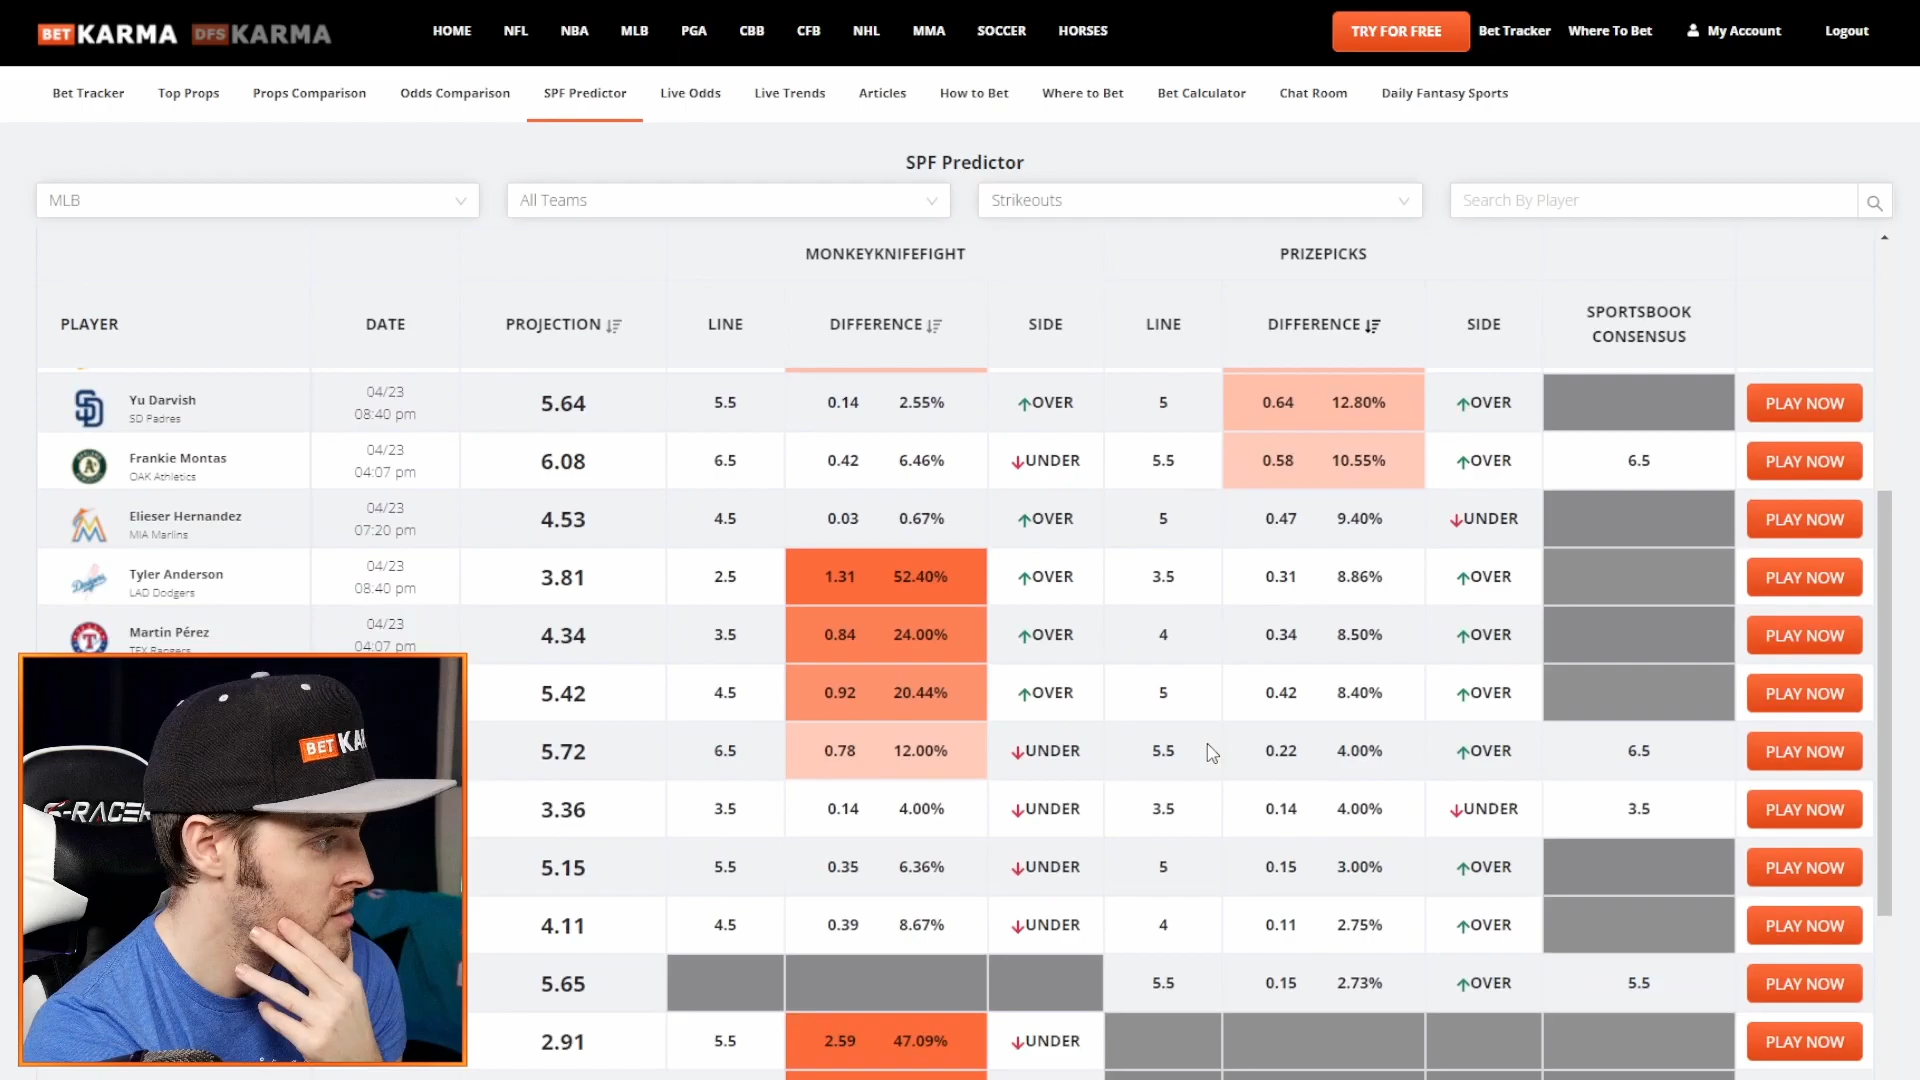 BET KARMA DFS KARMA HOME NFL NBA MLB PGA CBB CFB NHL MMA SOCCER HORSES TRY FOR FREE Bet Tracker Where To Bet My Account Logout
Bet Tracker Top Props Props Comparison Odds Comparison SPF Predictor Live Odds Live Trends Articles How to Bet Where to Bet Bet Calculator Chat Room Daily Fantasy Sports
SPF Predictor
MLB All Teams Strikeouts Search By Player
MONKEYKNIFEFIGHT PRIZEPICKS
PLAYER DATE PROJECTION LINE DIFFERENCE SIDE LINE DIFFERENCE SIDE SPORTSBOOK
CONSENSUS
Yu Darvish 04/23 5.64 5.5 0.14 2.55% OVER 5 0.64 12.80% OVER PLAY NOW
SD Padres 08:40 pm
Frankie Montas 04/23 6.08 6.5 0.42 6.46% UNDER 5.5 0.58 10.55% OVER 6.5 PLAY NOW
OAK Athletics 04:07 pm
Elieser Hernandez 04/23 4.53 4.5 0.03 0.67% OVER 5 0.47 9.40% UNDER PLAY NOW
MIA Marlins 07:20 pm
Tyler Anderson 04/23 3.81 2.5 1.31 52.40% OVER 3.5 0.31 8.86% OVER PLAY NOW
LAD Dodgers 08:40 pm
Martin Pérez 04/23 4.34 3.5 0.84 24.00% OVER 4 0.34 8.50% OVER PLAY NOW
TEX Rangers 04:07 pm
5.42 4.5 0.92 20.44% OVER 5 0.42 8.40% OVER PLAY NOW
5.72 6.5 0.78 12.00% UNDER 5.5 0.22 4.00% OVER 6.5 PLAY NOW
3.36 3.5 0.14 4.00% UNDER 3.5 0.14 4.00% UNDER 3.5 PLAY NOW
5.15 5.5 0.35 6.36% UNDER 5 0.15 3.00% OVER PLAY NOW
4.11 4.5 0.39 8.67% UNDER 4 0.11 2.75% OVER PLAY NOW
5.65 5.5 0.15 2.73% OVER 5.5 PLAY NOW
2.91 5.5 2.59 47.09% UNDER PLAY NOW
BET KA
-RACER